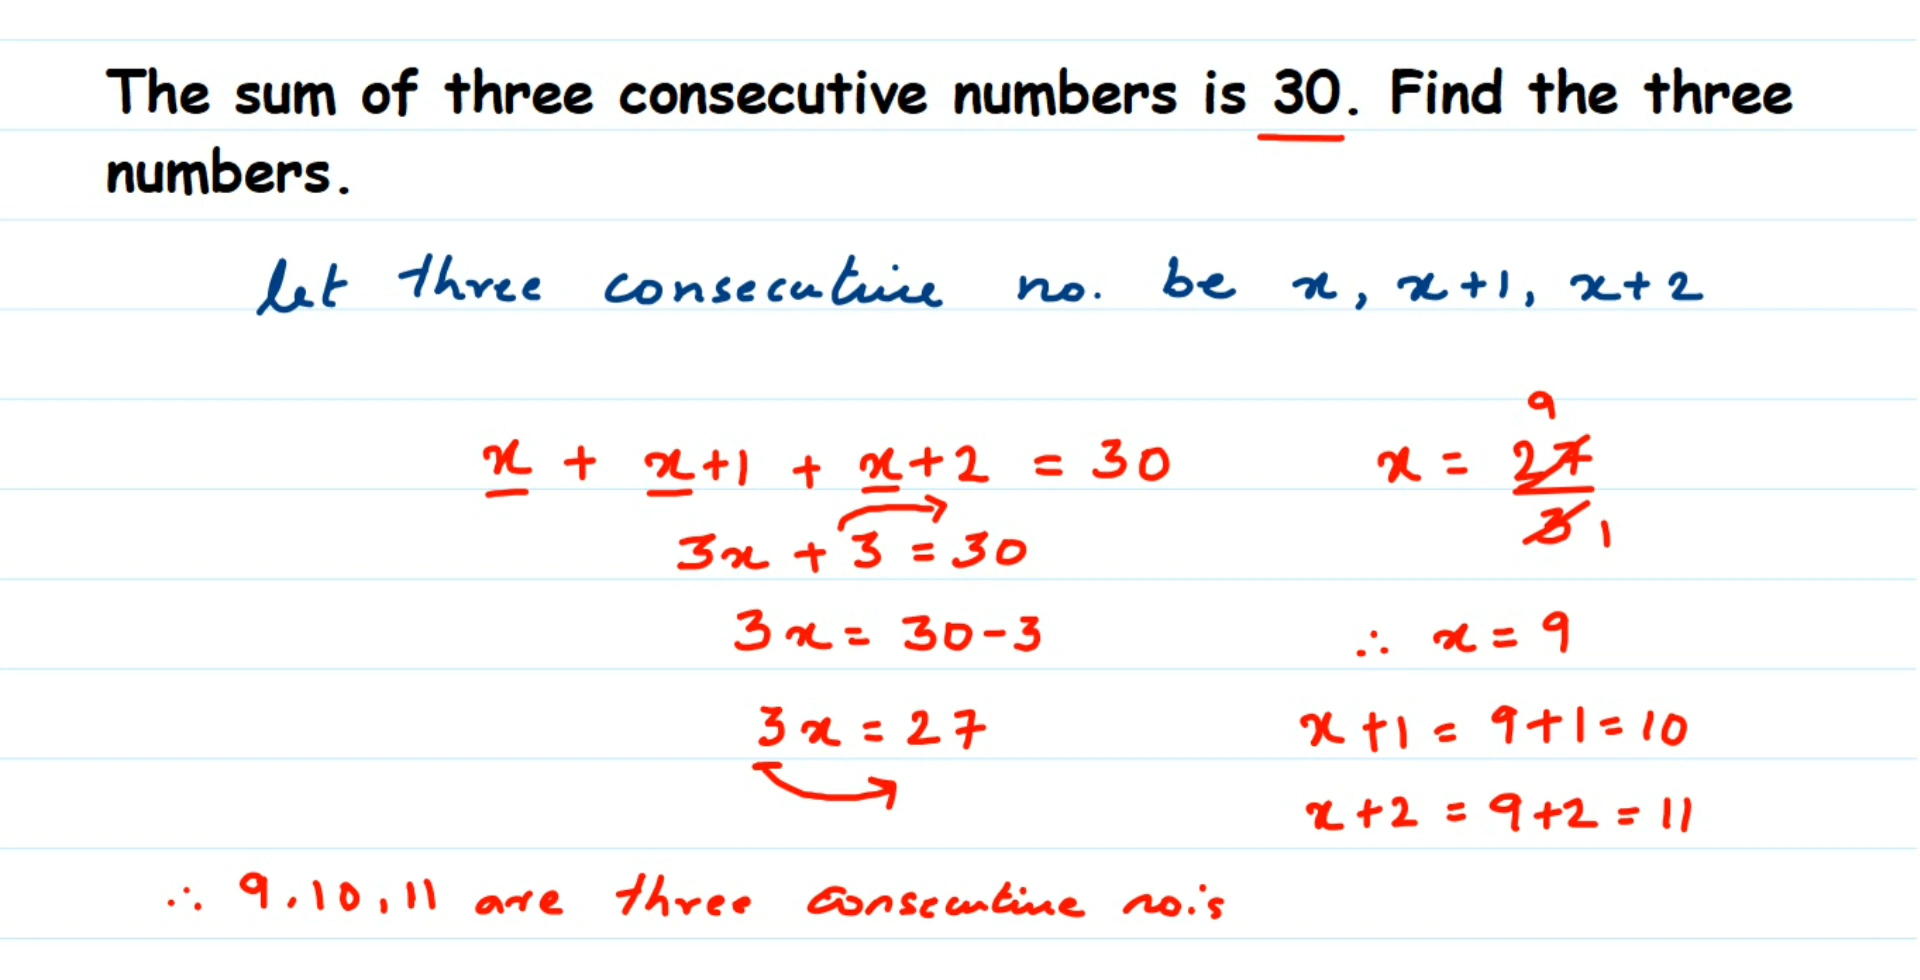 The sum of three consecutive numbers is 30. Find the three
numbers.
let three consecutive no. be x, x+1, x+2
x + x+1 + x+2 = 30
3x + 3 = 30
3x = 30-3
3x = 27
9
x = 27
3 1
∴ x = 9
x+1 = 9+1 = 10
x+2 = 9+2 = 11
∴ 9, 10, 11 are three consecutive no.'s